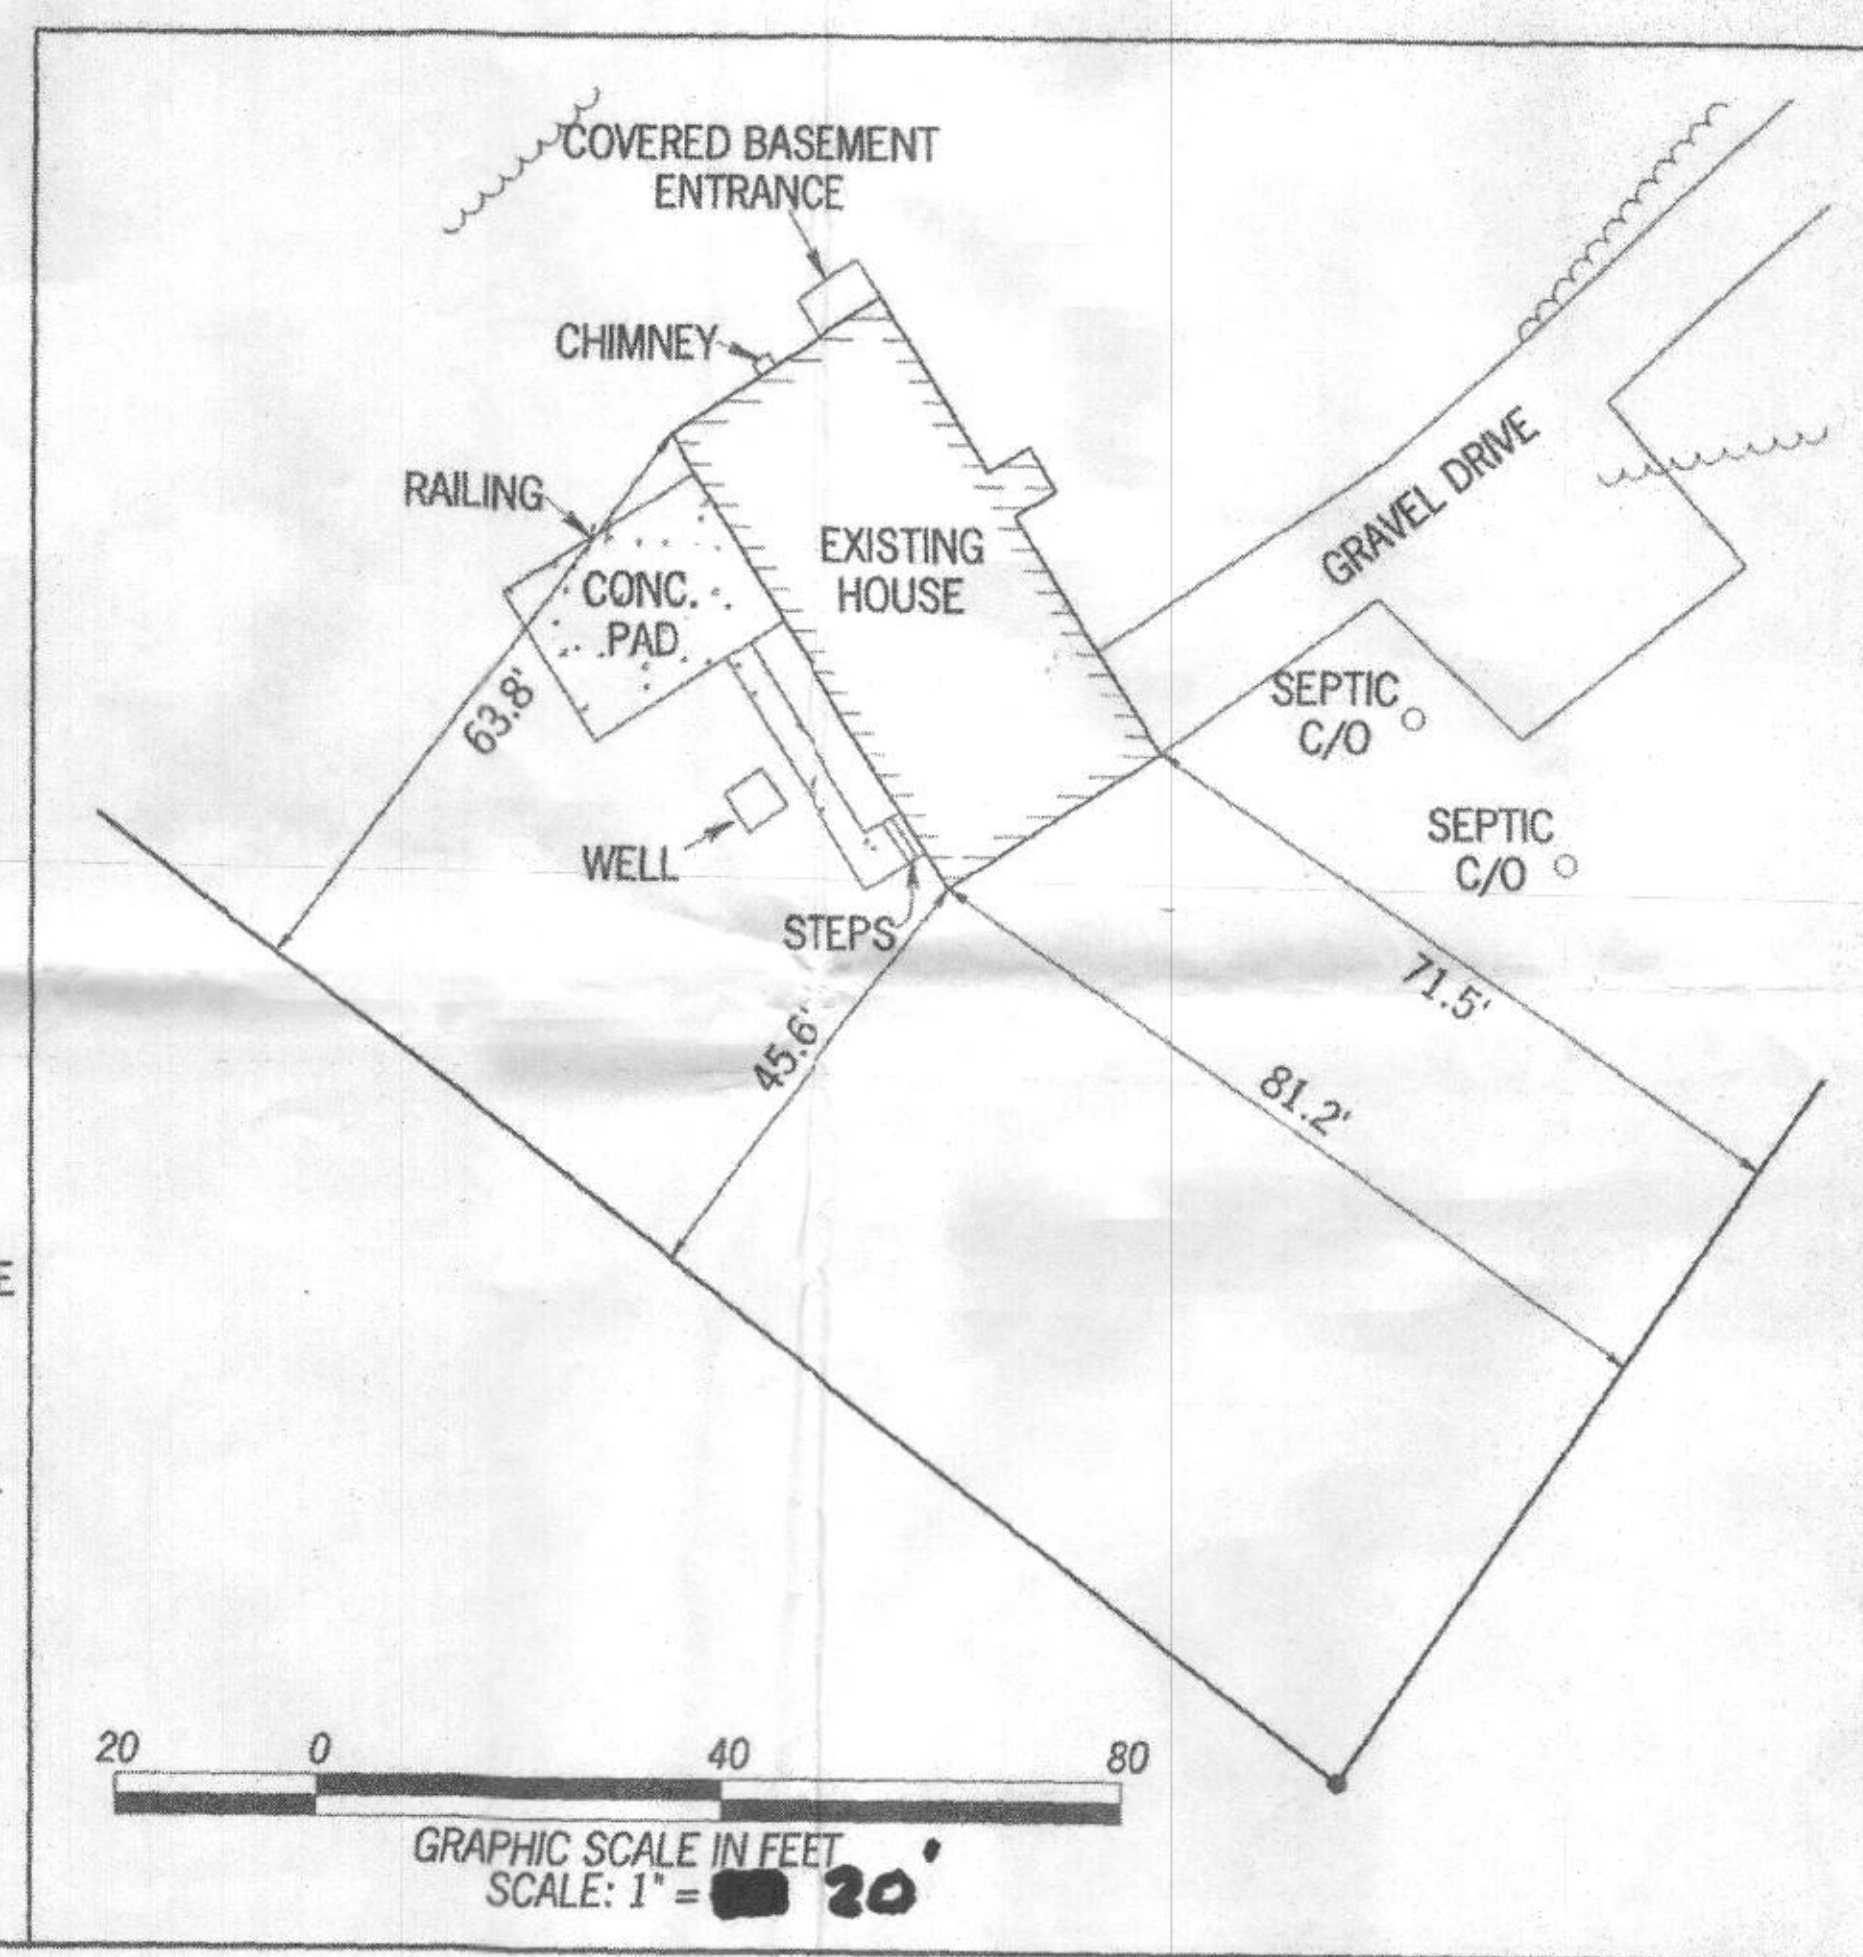 COVERED BASEMENT
ENTRANCE
CHIMNEY
RAILING
EXISTING
HOUSE
GRAVEL DRIVE
CONC.
PAD
63.8'
SEPTIC
C/O
SEPTIC
C/O
WELL
STEPS
71.5'
45.6'
81.2'
E
20 0 40 80
GRAPHIC SCALE IN FEET
SCALE: 1" = 20'